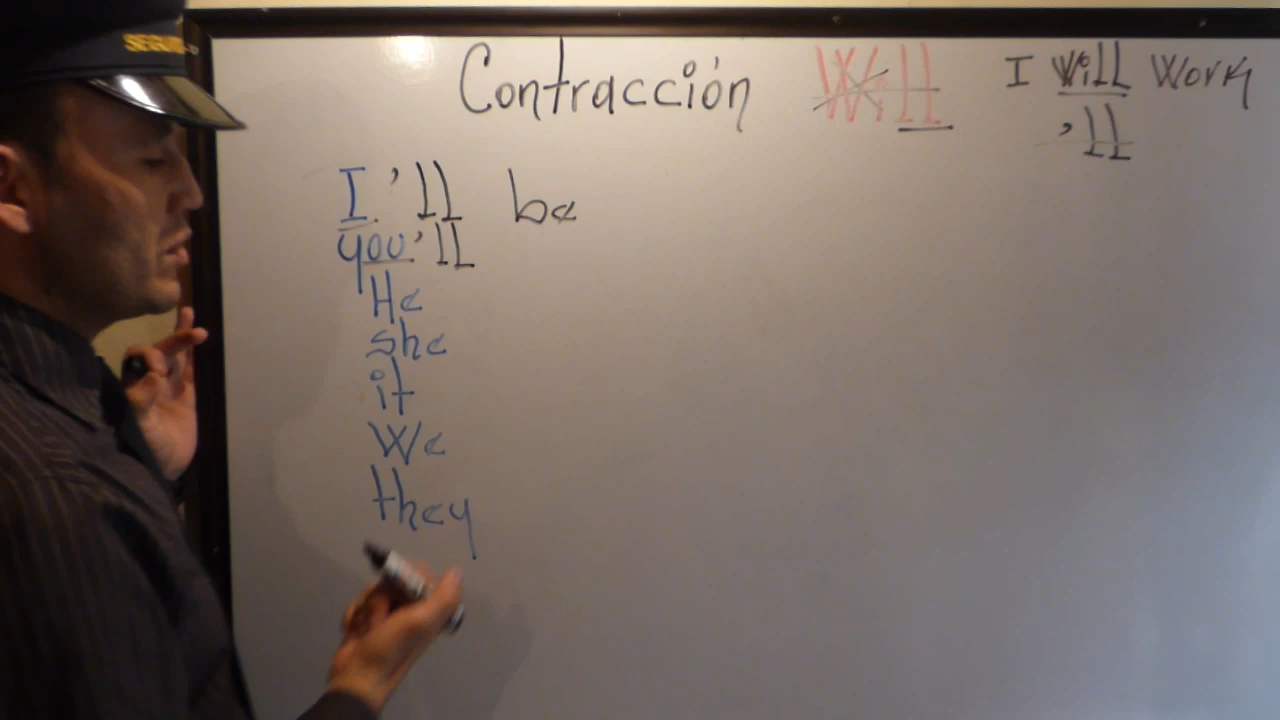 Contracción Will I Will Work
'll
I'll be
you'll
He
she
it
We
they